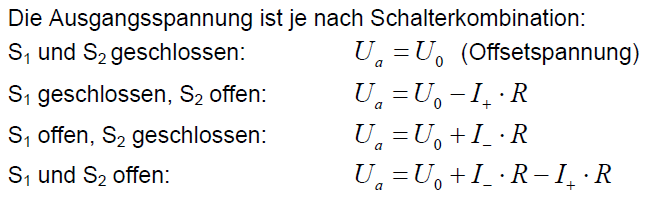 Die Ausgangsspannung ist je nach Schalterkombination:
S₁ und S₂ geschlossen: Uₐ = U₀ (Offsetspannung)
S₁ geschlossen, S₂ offen: Uₐ = U₀ − I₊ · R
S₁ offen, S₂ geschlossen: Uₐ = U₀ + I₋ · R
S₁ und S₂ offen: Uₐ = U₀ + I₋ · R − I₊ · R